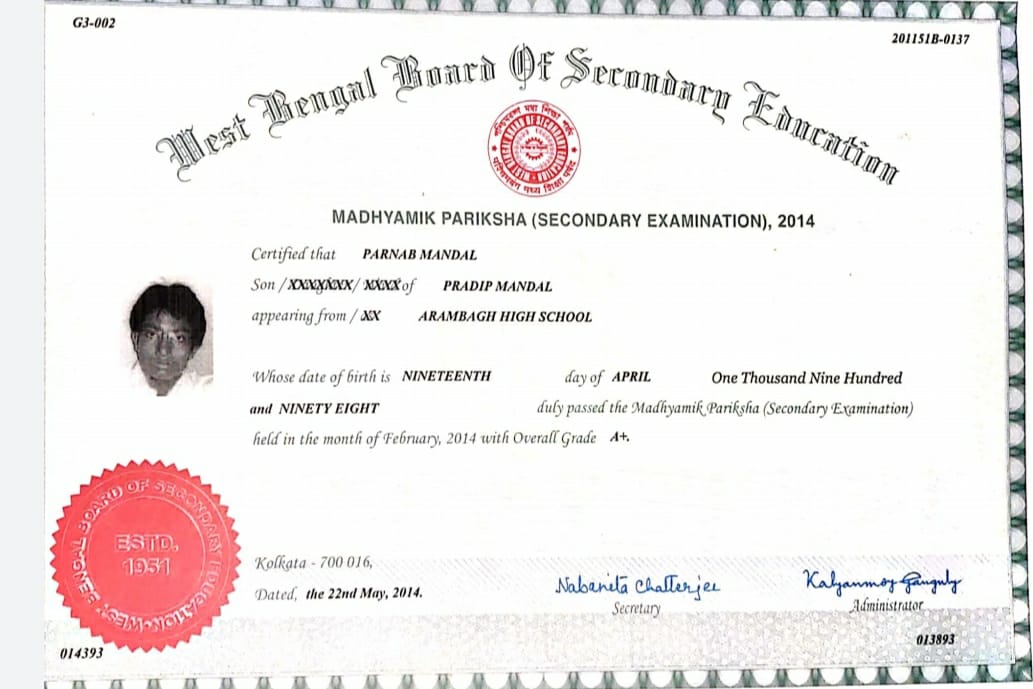 G3-002
201151B-0137
West Bengal Board Of Secondary Education
MADHYAMIK PARIKSHA (SECONDARY EXAMINATION), 2014
Certified that PARNAB MANDAL
Son / XXXXXXXX / XXXX of PRADIP MANDAL
appearing from / XX ARAMBAGH HIGH SCHOOL
Whose date of birth is NINETEENTH day of APRIL One Thousand Nine Hundred
and NINETY EIGHT duly passed the Madhyamik Pariksha (Secondary Examination)
held in the month of February, 2014 with Overall Grade A+.
WEST BENGAL BOARD OF SECONDARY EDUCATION
ESTD.
1951
Kolkata - 700 016,
Dated, the 22nd May, 2014.
Nabanita Chatterjee
Secretary
Kalyanmoy Ganguly
Administrator
014393
013893